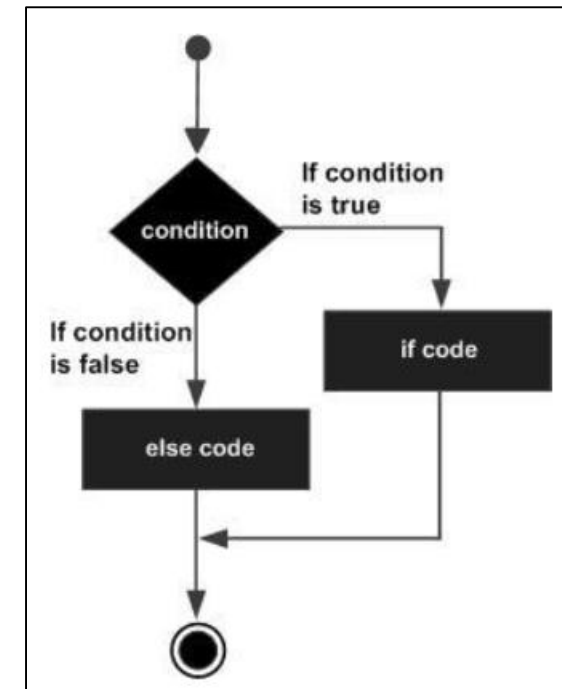 condition
If condition
is true
If condition
is false
if code
else code